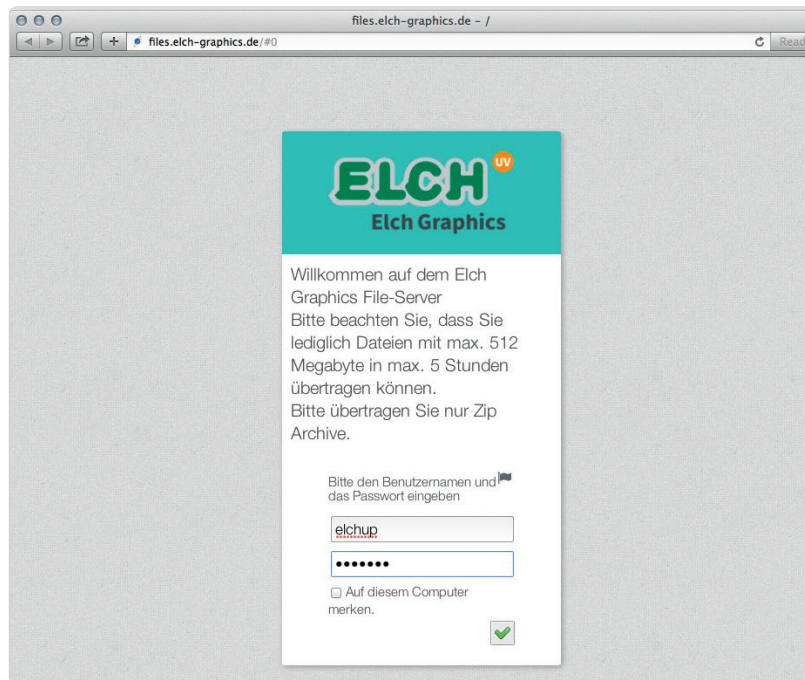 files.elch-graphics.de – /
files.elch-graphics.de/#0
Read
ELCH
UV
Elch Graphics
Willkommen auf dem Elch
Graphics File-Server
Bitte beachten Sie, dass Sie
lediglich Dateien mit max. 512
Megabyte in max. 5 Stunden
übertragen können.
Bitte übertragen Sie nur Zip
Archive.
Bitte den Benutzernamen und
das Passwort eingeben
elchup
•••••••
Auf diesem Computer
merken.